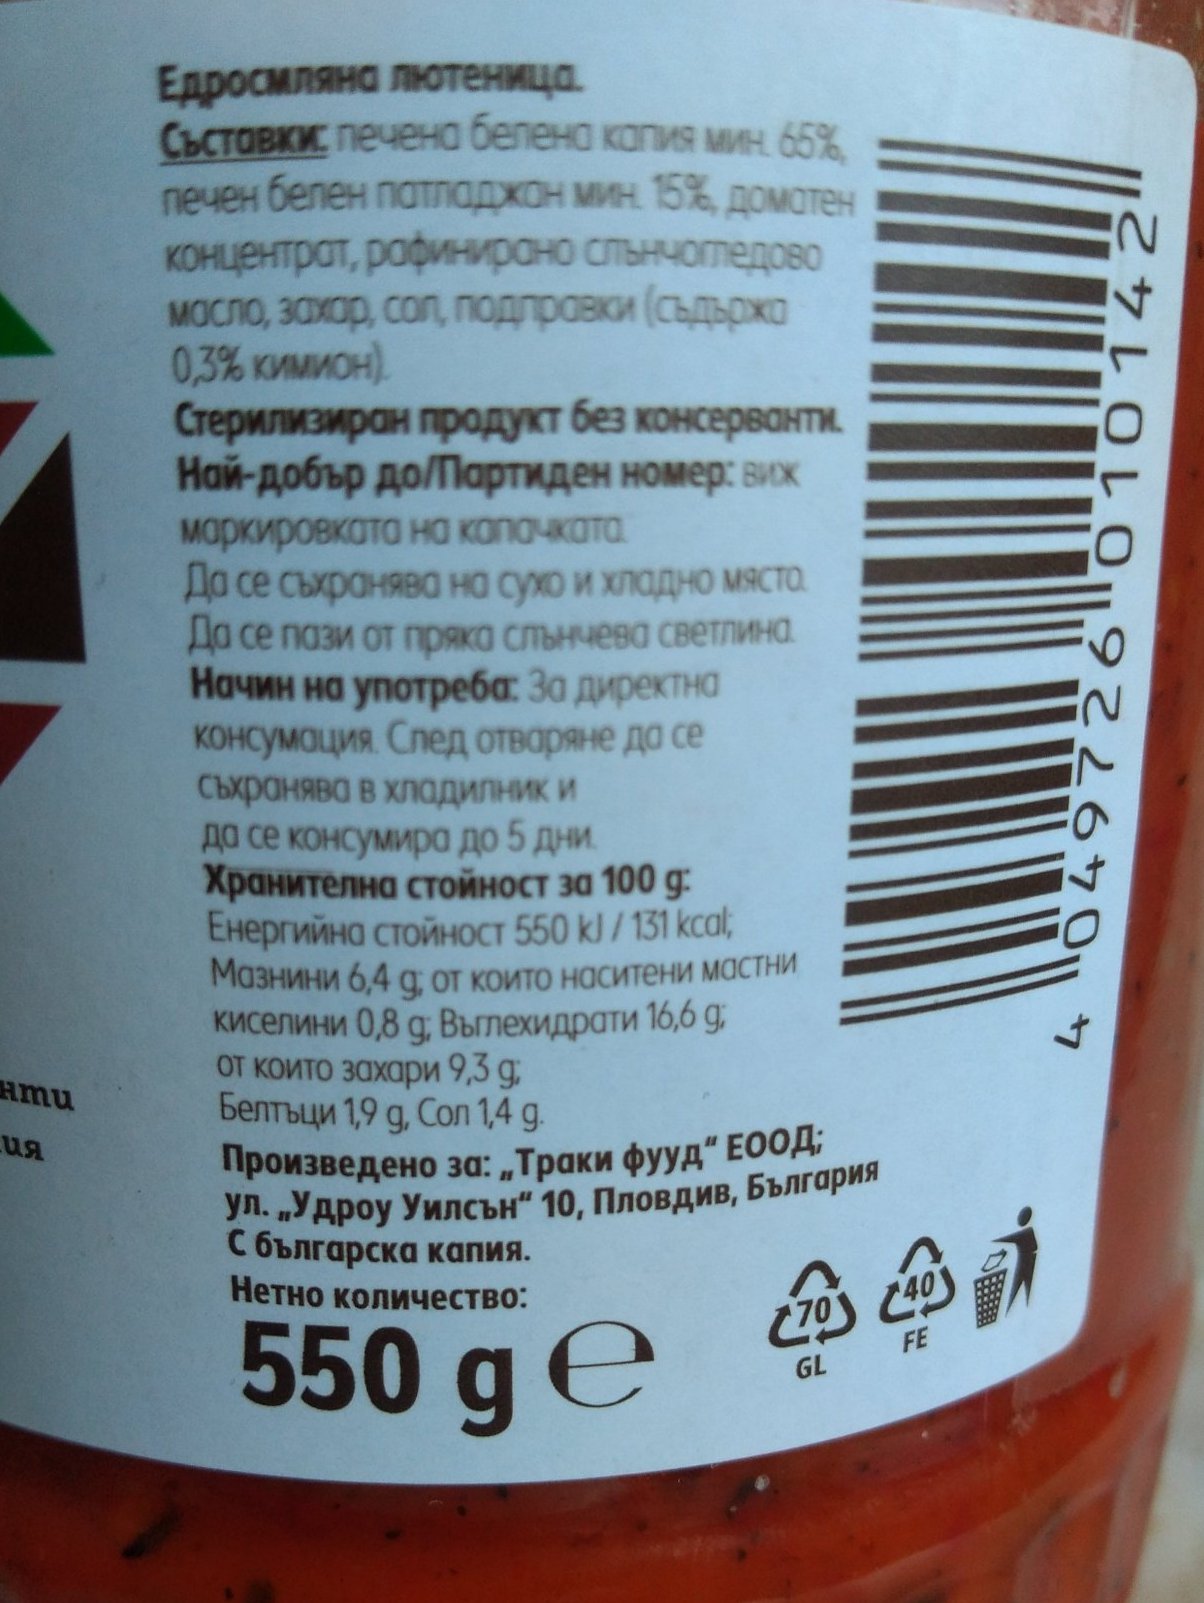 Едросмляна лютеница.
Съставки: печена белена капия мин. 65%,
печен белен патладжан мин. 15%, доматен
концентрат, рафинирано слънчогледово
масло, захар, сол, подправки (съдържа
0,3% кимион).
Стерилизиран продукт без консерванти.
Най-добър до/Партиден номер: виж
маркировката на капачката.
Да се съхранява на сухо и хладно място.
Да се пази от пряка слънчева светлина.
Начин на употреба: За директна
консумация. След отваряне да се
съхранява в хладилник и
да се консумира до 5 дни.
Хранителна стойност за 100 g:
Енергийна стойност 550 kJ / 131 kcal;
Мазнини 6,4 g; от които наситени мастни
киселини 0,8 g; Въглехидрати 16,6 g;
от които захари 9,3 g;
Белтъци 1,9 g, Сол 1,4 g.
Произведено за: „Траки фууд“ ЕООД;
ул. „Удроу Уилсън“ 10, Пловдив, България
С българска капия.
Нетно количество:
550 g ℮
70
GL
40
FE
4 049726 010142
нти
ия